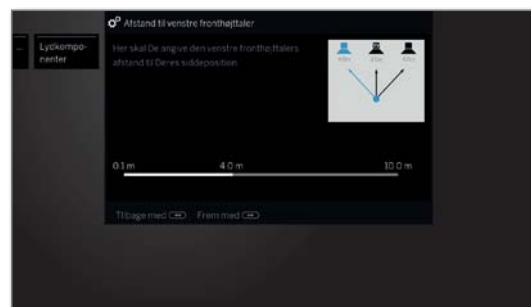 Afstand til venstre fronthøjttaler
... Lydkompo-
nenter
Her skal De angive den venstre fronthøjttalers
afstand til Deres siddeposition.
0.1 m 4.0 m 10.0 m
Tilbage med Frem med